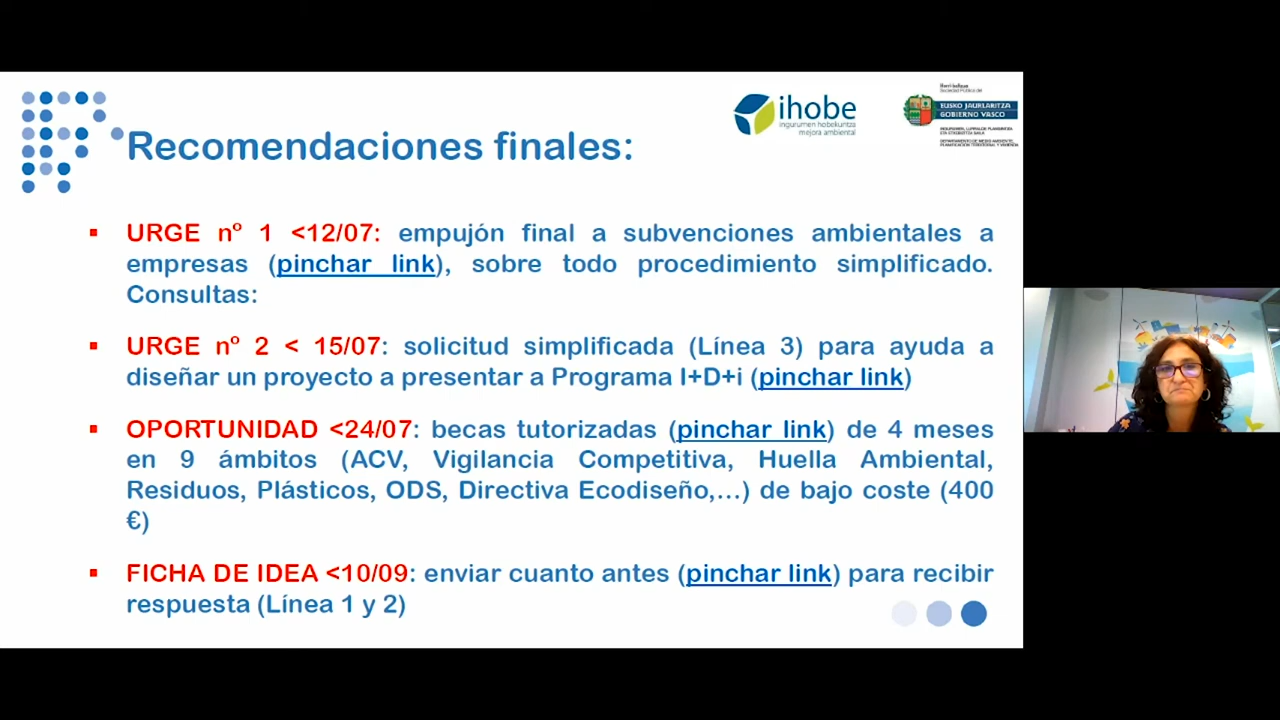 ihobe
ingurumen hobekuntza
mejora ambiental
EUSKO JAURLARITZA
GOBIERNO VASCO
Recomendaciones finales:
URGE nº 1 <12/07: empujón final a subvenciones ambientales a
empresas (pinchar link), sobre todo procedimiento simplificado.
Consultas:
URGE nº 2 < 15/07: solicitud simplificada (Línea 3) para ayuda a
diseñar un proyecto a presentar a Programa I+D+i (pinchar link)
OPORTUNIDAD <24/07: becas tutorizadas (pinchar link) de 4 meses
en 9 ámbitos (ACV, Vigilancia Competitiva, Huella Ambiental,
Residuos, Plásticos, ODS, Directiva Ecodiseño,...) de bajo coste (400
€)
FICHA DE IDEA <10/09: enviar cuanto antes (pinchar link) para recibir
respuesta (Línea 1 y 2)